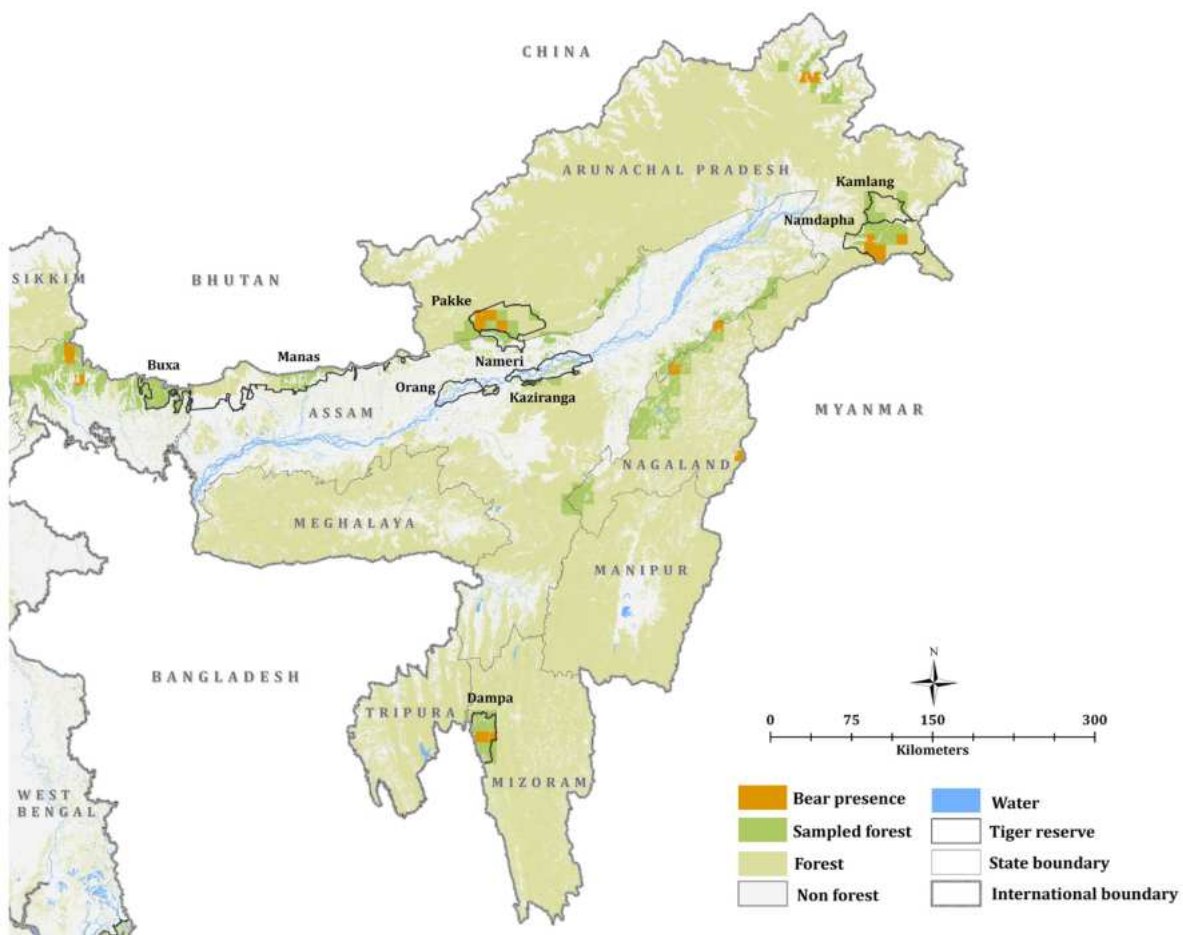 CHINA
ARUNACHAL PRADESH
Kamlang
Namdapha
SIKKIM
BHUTAN
Pakke
Buxa
Manas
Nameri
Orang
Kaziranga
ASSAM
MYANMAR
NAGALAND
MEGHALAYA
MANIPUR
BANGLADESH
Dampa
TRIPURA
MIZORAM
WEST
BENGAL
N
0 75 150 300
Kilometers
Bear presence
Sampled forest
Forest
Non forest
Water
Tiger reserve
State boundary
International boundary